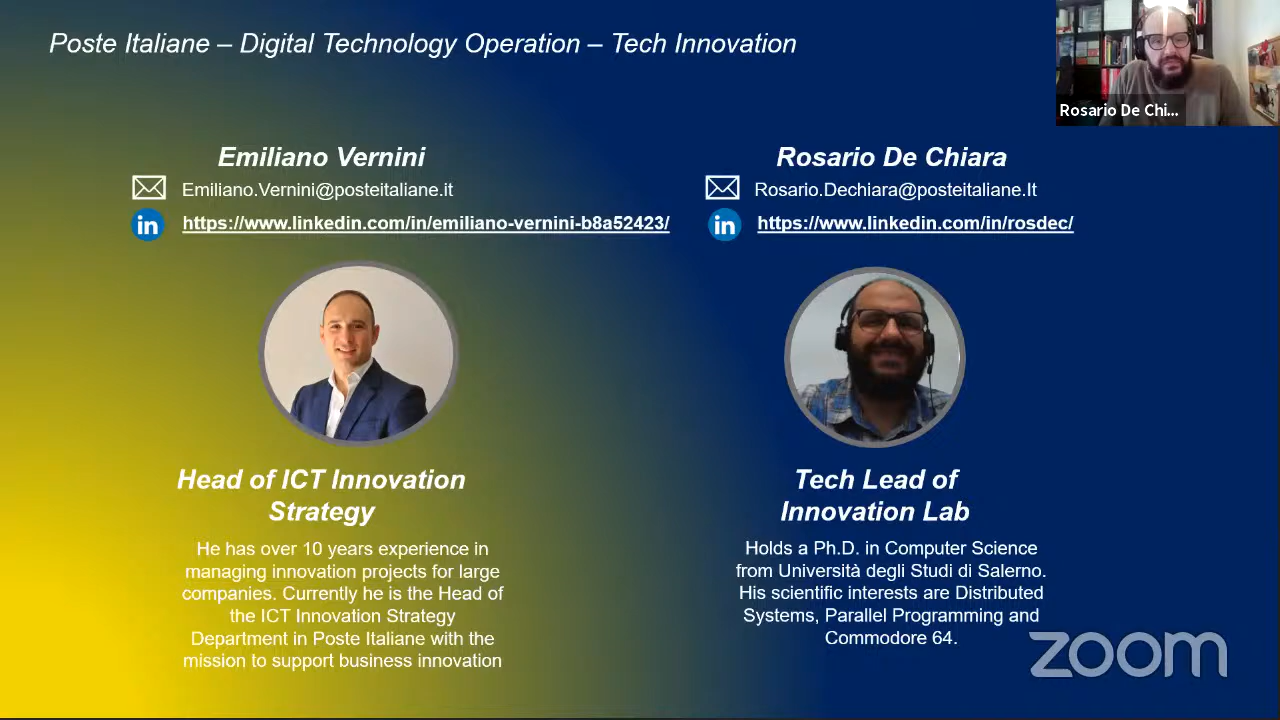 Poste Italiane – Digital Technology Operation – Tech Innovation
Rosario De Chi...
Emiliano Vernini
Emiliano.Vernini@posteitaliane.it
in https://www.linkedin.com/in/emiliano-vernini-b8a52423/
Rosario De Chiara
Rosario.Dechiara@posteitaliane.It
in https://www.linkedin.com/in/rosdec/
Head of ICT Innovation
Strategy
He has over 10 years experience in
managing innovation projects for large
companies. Currently he is the Head of
the ICT Innovation Strategy
Department in Poste Italiane with the
mission to support business innovation
Tech Lead of
Innovation Lab
Holds a Ph.D. in Computer Science
from Università degli Studi di Salerno.
His scientific interests are Distributed
Systems, Parallel Programming and
Commodore 64.
zoom